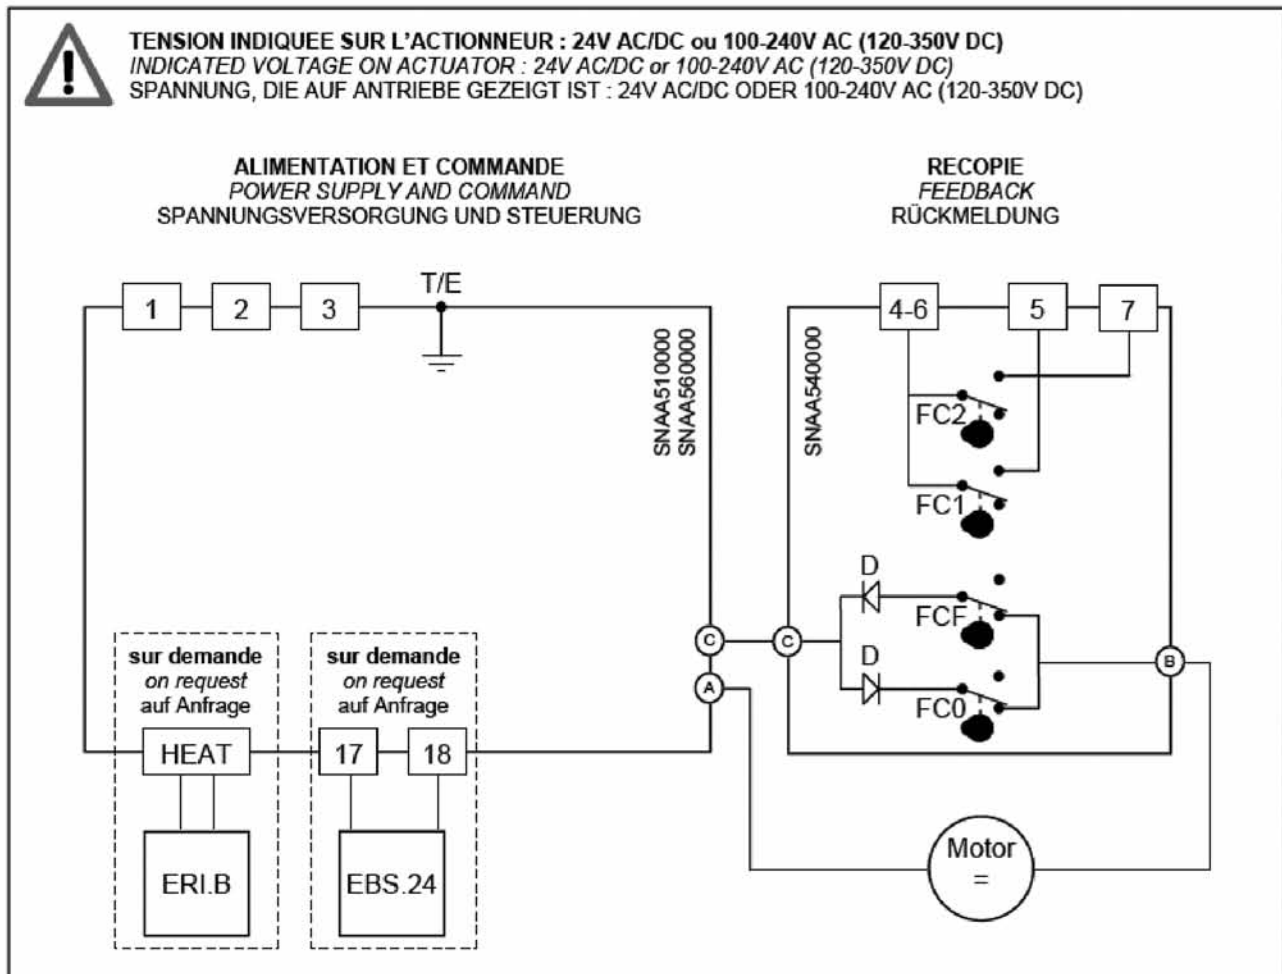 TENSION INDIQUEE SUR L'ACTIONNEUR : 24V AC/DC ou 100-240V AC (120-350V DC)
INDICATED VOLTAGE ON ACTUATOR : 24V AC/DC or 100-240V AC (120-350V DC)
SPANNUNG, DIE AUF ANTRIEBE GEZEIGT IST : 24V AC/DC ODER 100-240V AC (120-350V DC)
ALIMENTATION ET COMMANDE
POWER SUPPLY AND COMMAND
SPANNUNGSVERSORGUNG UND STEUERUNG
RECOPIE
FEEDBACK
RÜCKMELDUNG
1
2
3
T/E
SNAA510000
SNAA560000
4-6
5
7
SNAA540000
FC2
FC1
D
FCF
D
FC0
C
C
A
B
sur demande
on request
auf Anfrage
HEAT
ERI.B
sur demande
on request
auf Anfrage
17
18
EBS.24
Motor
=